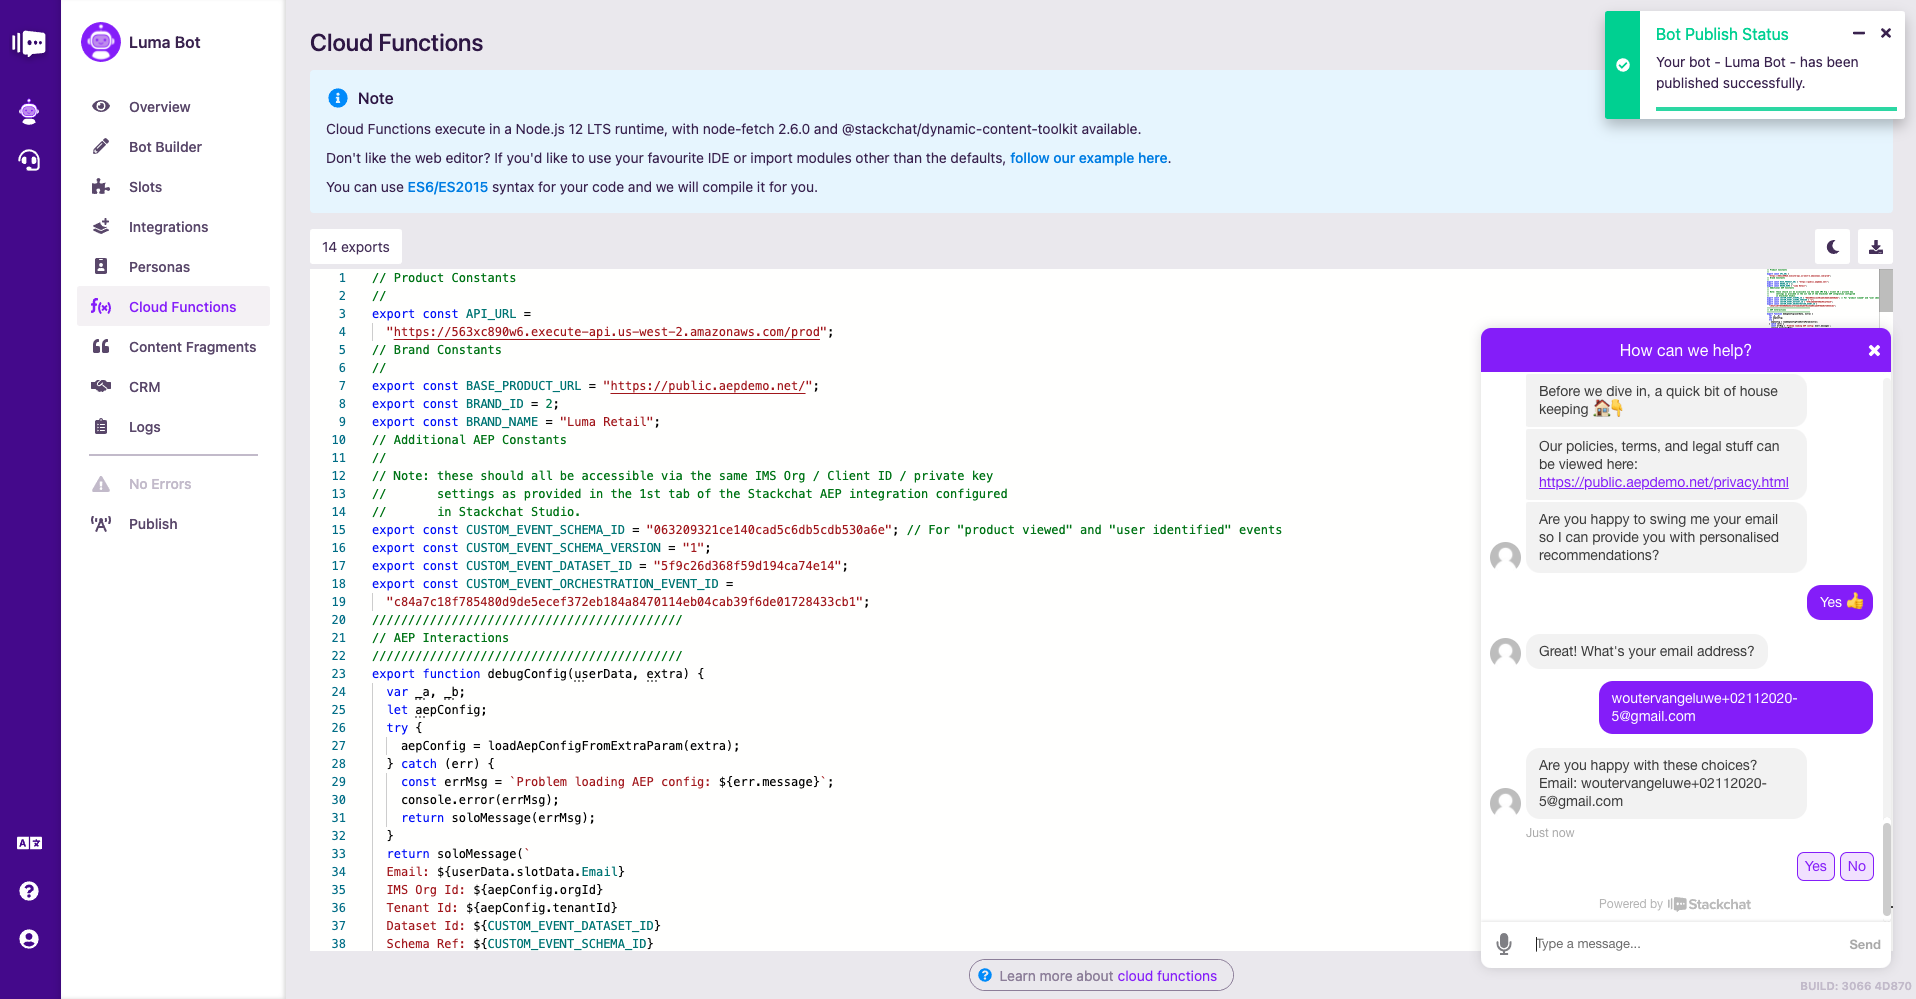 Luma Bot
Overview
Bot Builder
Slots
Integrations
Personas
Cloud Functions
Content Fragments
CRM
Logs
No Errors
Publish
Cloud Functions
Note
Cloud Functions execute in a Node.js 12 LTS runtime, with node-fetch 2.6.0 and @stackchat/dynamic-content-toolkit available.
Don't like the web editor? If you'd like to use your favourite IDE or import modules other than the defaults, follow our example here.
You can use ES6/ES2015 syntax for your code and we will compile it for you.
14 exports
1 // Product Constants
2 //
3 export const API_URL =
4 "https://563xc890w6.execute-api.us-west-2.amazonaws.com/prod";
5 // Brand Constants
6 //
7 export const BASE_PRODUCT_URL = "https://public.aepdemo.net/";
8 export const BRAND_ID = 2;
9 export const BRAND_NAME = "Luma Retail";
10 // Additional AEP Constants
11 //
12 // Note: these should all be accessible via the same IMS Org / Client ID / private key
13 // settings as provided in the 1st tab of the Stackchat AEP integration configured
14 // in Stackchat Studio.
15 export const CUSTOM_EVENT_SCHEMA_ID = "063209321ce140cad5c6db5cdb530a6e"; // For "product viewed" and "user identified" events
16 export const CUSTOM_EVENT_SCHEMA_VERSION = "1";
17 export const CUSTOM_EVENT_DATASET_ID = "5f9c26d368f59d194ca74e14";
18 export const CUSTOM_EVENT_ORCHESTRATION_EVENT_ID =
19 "c84a7c18f785480d9de5ecef372eb184a8470114eb04cab39f6de01728433cb1";
20 ///////////////////////////////////////////
21 // AEP Interactions
22 ///////////////////////////////////////////
23 export function debugConfig(userData, extra) {
24 var _a, _b;
25 let aepConfig;
26 try {
27 aepConfig = loadAepConfigFromExtraParam(extra);
28 } catch (err) {
29 const errMsg = `Problem loading AEP config: ${err.message}`;
30 console.error(errMsg);
31 return soloMessage(errMsg);
32 }
33 return soloMessage(`
34 Email: ${userData.slotData.Email}
35 IMS Org Id: ${aepConfig.orgId}
36 Tenant Id: ${aepConfig.tenantId}
37 Dataset Id: ${CUSTOM_EVENT_DATASET_ID}
38 Schema Ref: ${CUSTOM_EVENT_SCHEMA_ID}
Learn more about cloud functions
Bot Publish Status
Your bot - Luma Bot - has been
published successfully.
How can we help?
Before we dive in, a quick bit of house
keeping 🏠👇
Our policies, terms, and legal stuff can
be viewed here:
https://public.aepdemo.net/privacy.html
Are you happy to swing me your email
so I can provide you with personalised
recommendations?
Yes 👍
Great! What's your email address?
woutervangeluwe+02112020-
5@gmail.com
Are you happy with these choices?
Email: woutervangeluwe+02112020-
5@gmail.com
Just now
Yes No
Powered by Stackchat
Type a message...
Send
BUILD: 3066 4D870